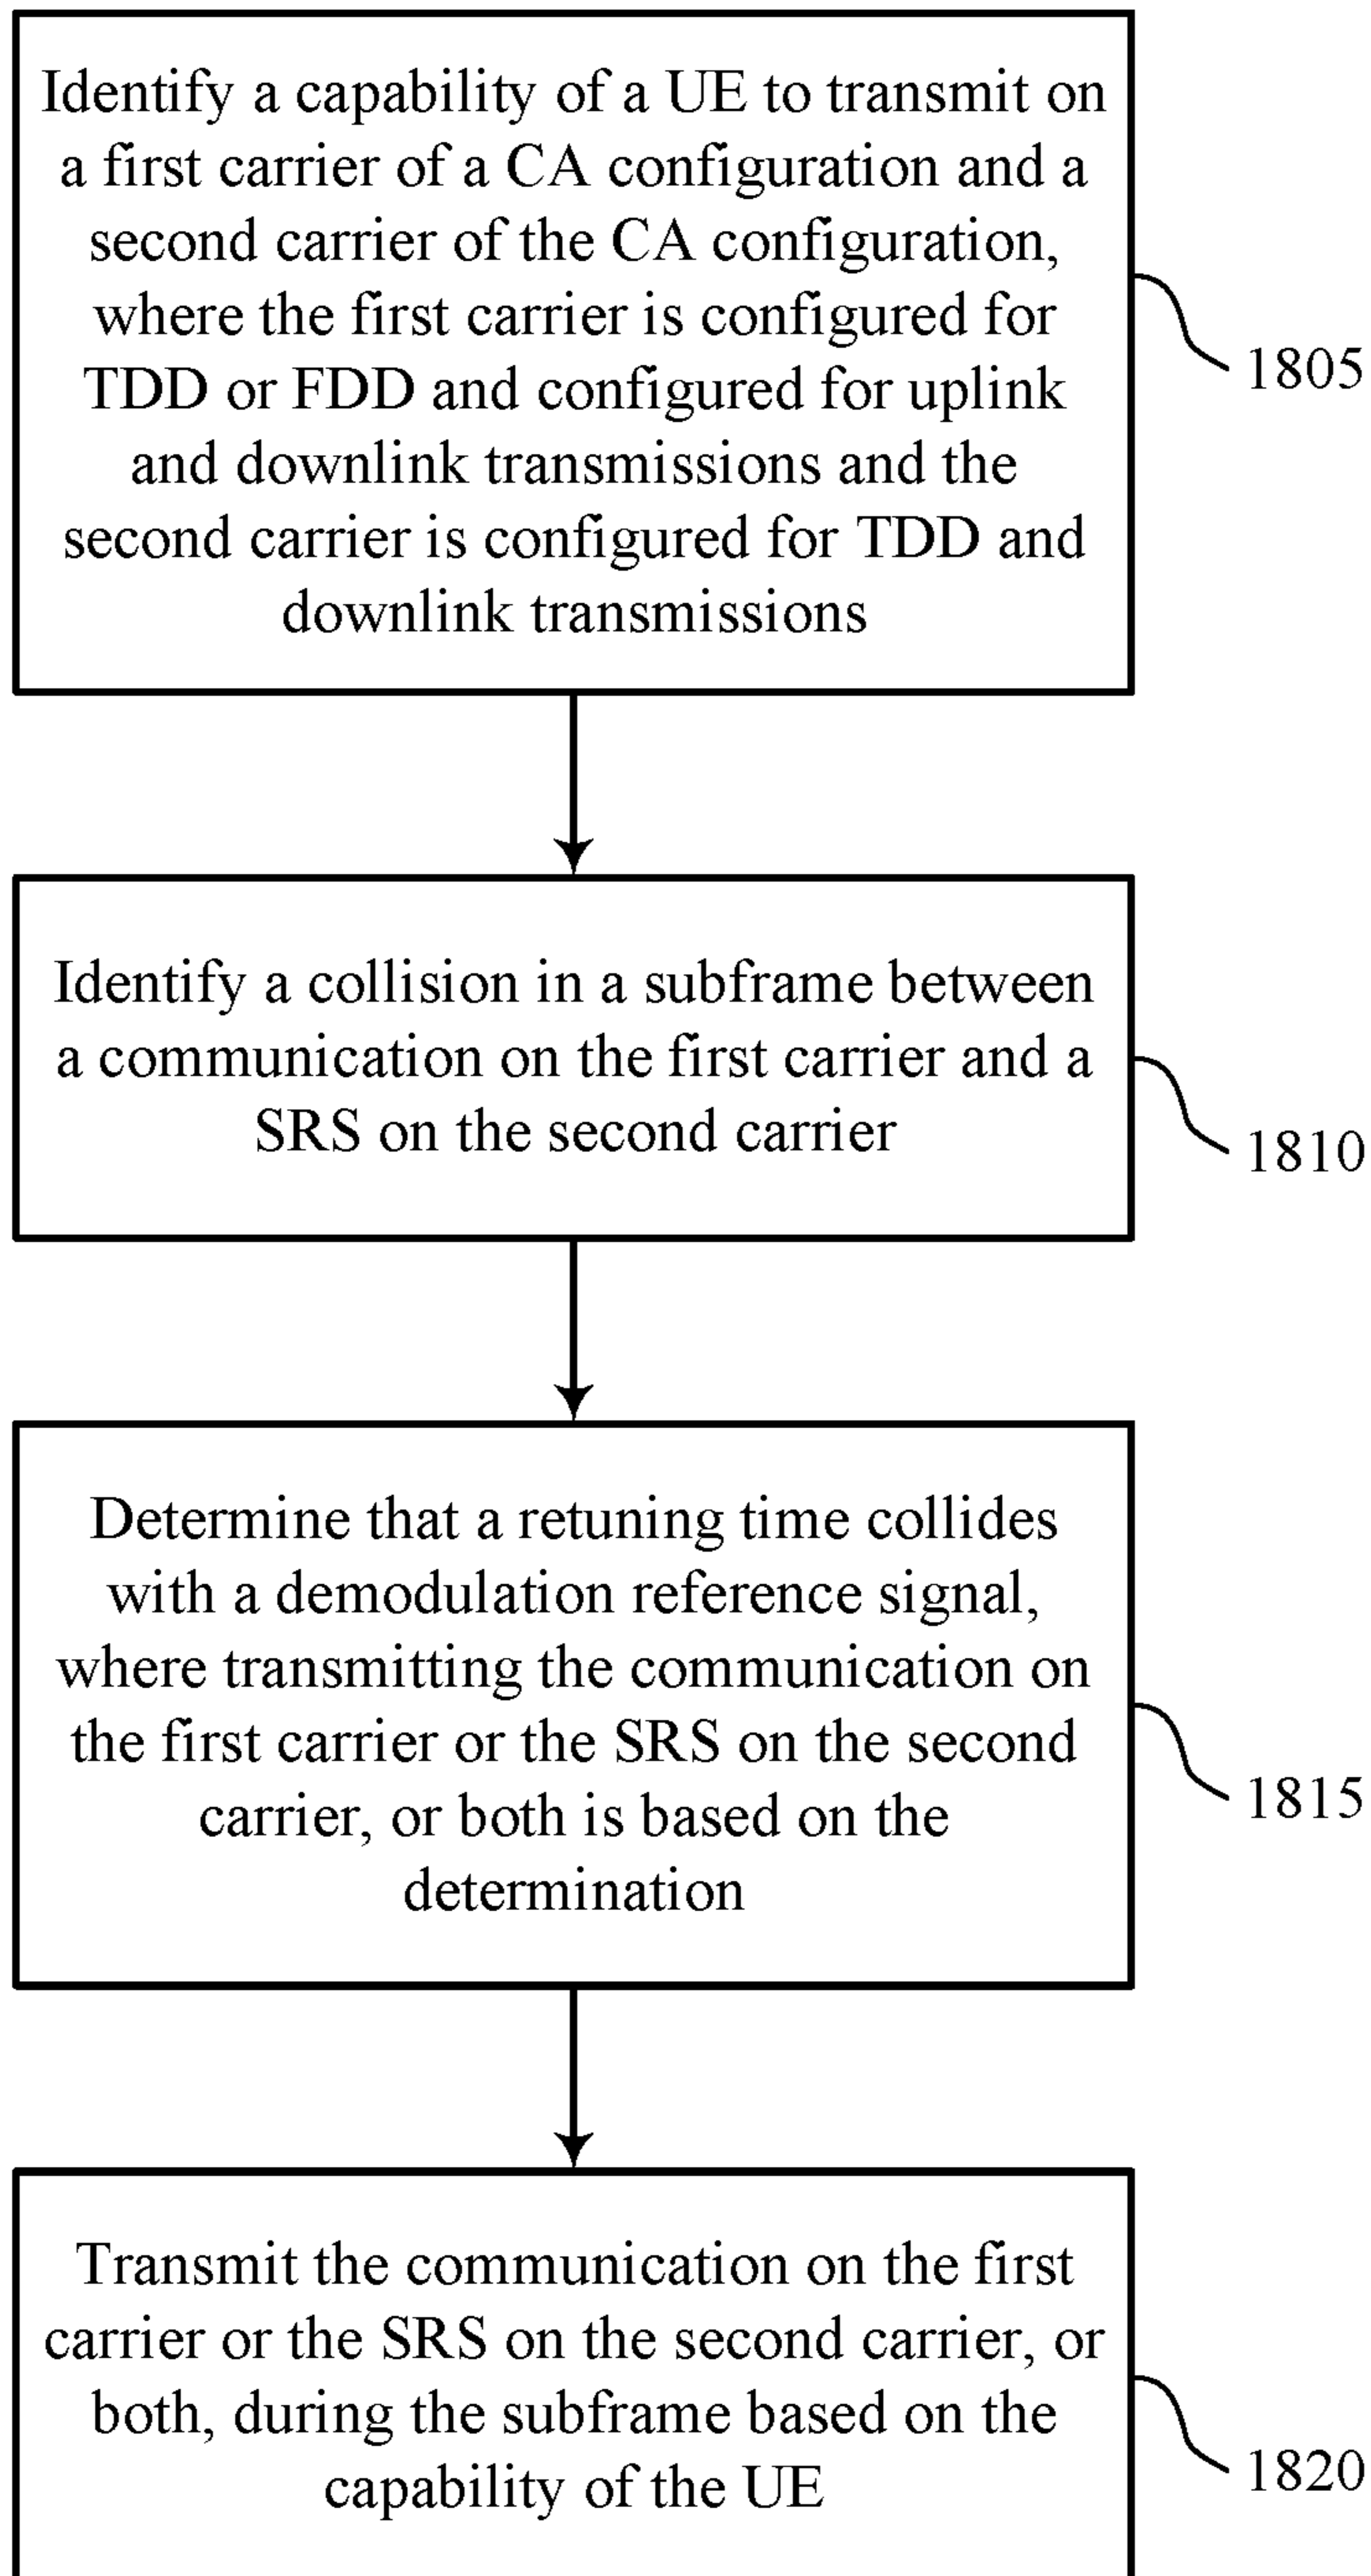 Identify a capability of a UE to transmit on
a first carrier of a CA configuration and a
second carrier of the CA configuration,
where the first carrier is configured for
TDD or FDD and configured for uplink
and downlink transmissions and the
second carrier is configured for TDD and
downlink transmissions
1805
Identify a collision in a subframe between
a communication on the first carrier and a
SRS on the second carrier
1810
Determine that a retuning time collides
with a demodulation reference signal,
where transmitting the communication on
the first carrier or the SRS on the second
carrier, or both is based on the
determination
1815
Transmit the communication on the first
carrier or the SRS on the second carrier, or
both, during the subframe based on the
capability of the UE
1820